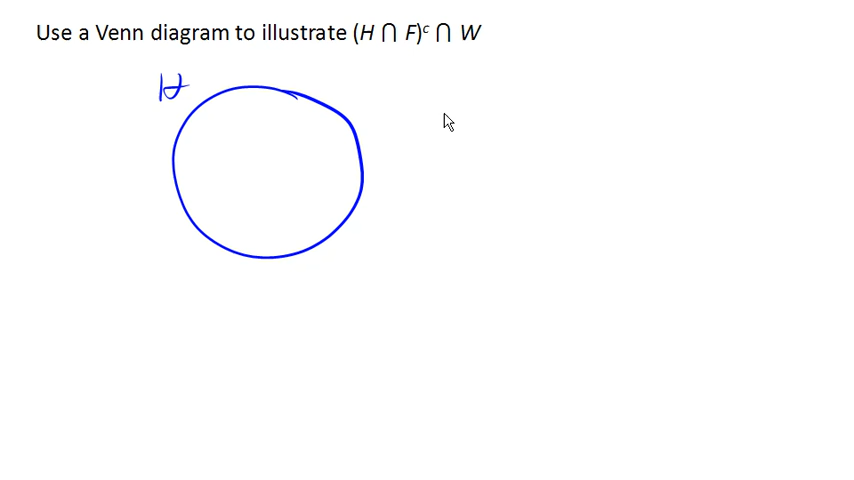 Use a Venn diagram to illustrate (H ⋂ F)ᶜ ⋂ W
H